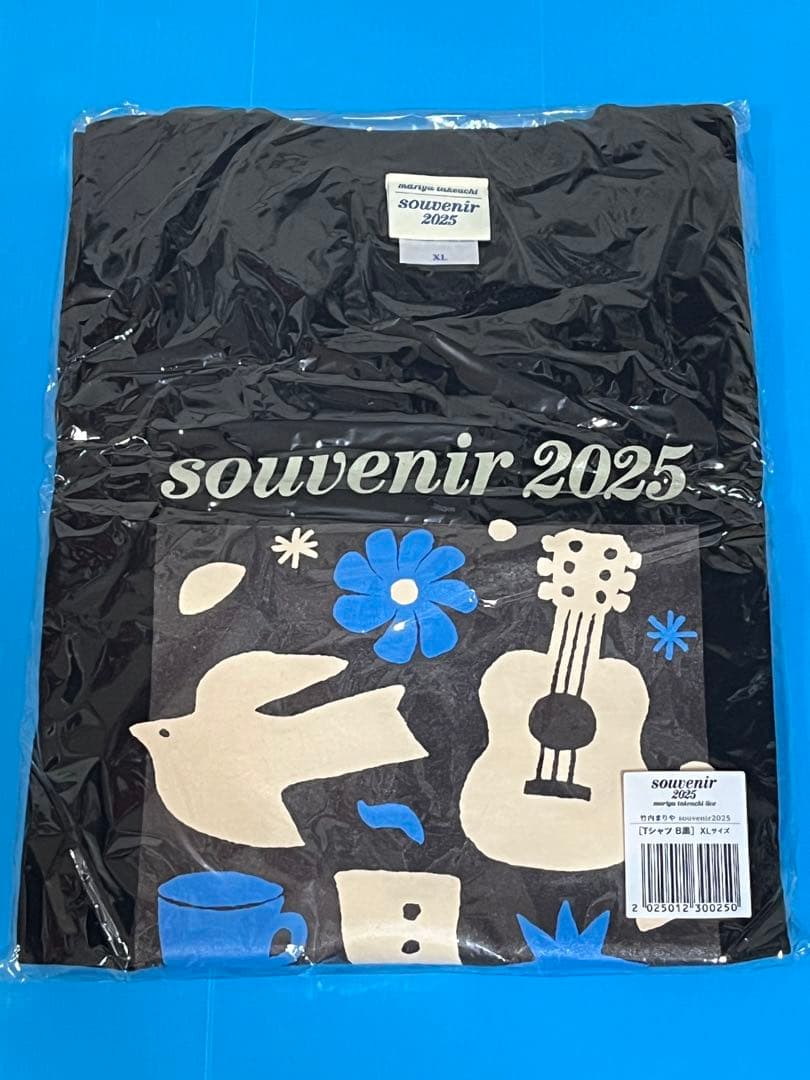 mariya takeuchi
souvenir
2025
XL
souvenir 2025
souvenir
2025
mariya takeuchi live
竹内まりや souvenir2025
[Tシャツ B黒] XLサイズ
2 025012 300250